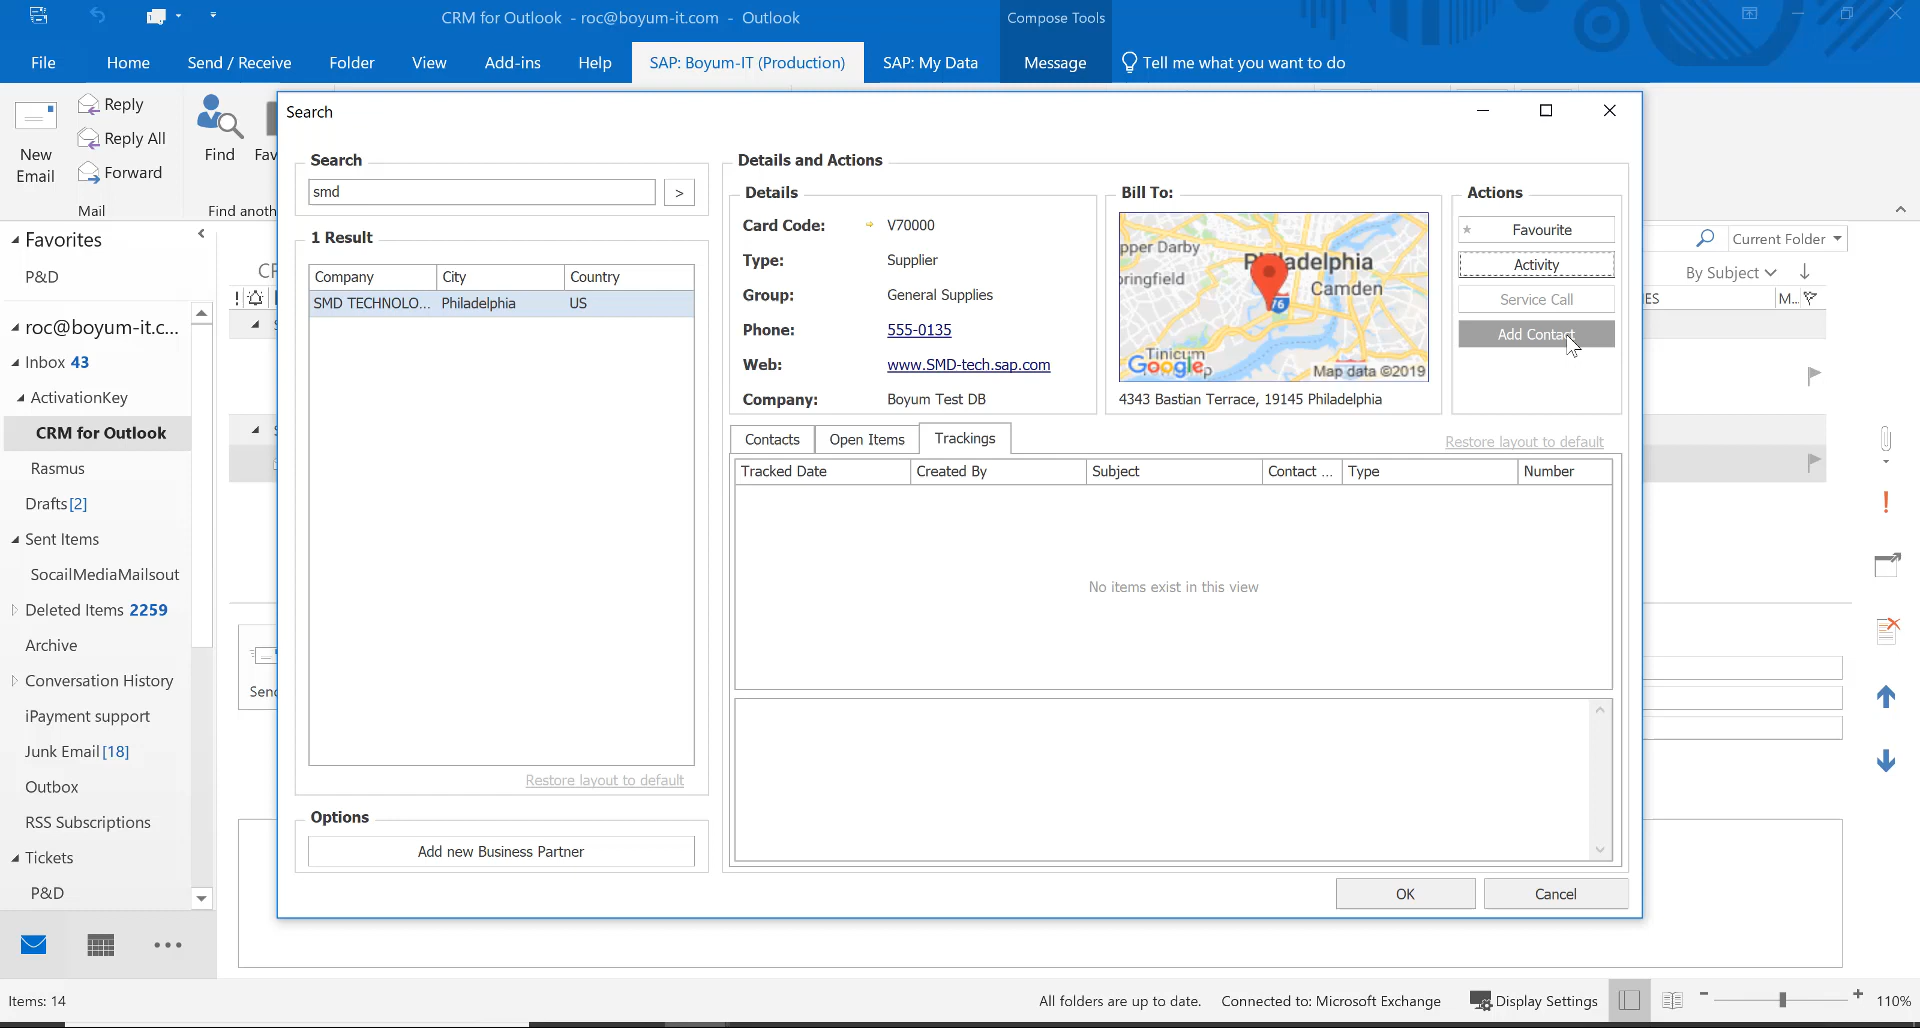 CRM for Outlook - roc@boyum-it.com - Outlook
Compose Tools
File
Home
Send / Receive
Folder
View
Add-ins
Help
SAP: Boyum-IT (Production)
SAP: My Data
Message
Tell me what you want to do
New
Email
Reply
Reply All
Forward
Mail
Find
Fav
Find anoth
Favorites
P&D
roc@boyum-it.c...
Inbox 43
ActivationKey
CRM for Outlook
Rasmus
Drafts [2]
Sent Items
SocailMediaMailsout
Deleted Items 2259
Archive
Conversation History
iPayment support
Junk Email [18]
Outbox
RSS Subscriptions
Tickets
P&D
Search
Search
smd
>
1 Result
Company City Country
SMD TECHNOLO... Philadelphia US
Restore layout to default
Options
Add new Business Partner
Details and Actions
Details
Card Code: V70000
Type: Supplier
Group: General Supplies
Phone: 555-0135
Web: www.SMD-tech.sap.com
Company: Boyum Test DB
Bill To:
pper Darby
Philadelphia
pringfield
Camden
76
Tinicum
Google
Map data ©2019
4343 Bastian Terrace, 19145 Philadelphia
Actions
Favourite
Activity
Service Call
Add Contact
Contacts
Open Items
Trackings
Restore layout to default
Tracked Date Created By Subject Contact ... Type Number
No items exist in this view
OK
Cancel
Current Folder
By Subject
ES
M...
Send
Items: 14
All folders are up to date.
Connected to: Microsoft Exchange
Display Settings
110%